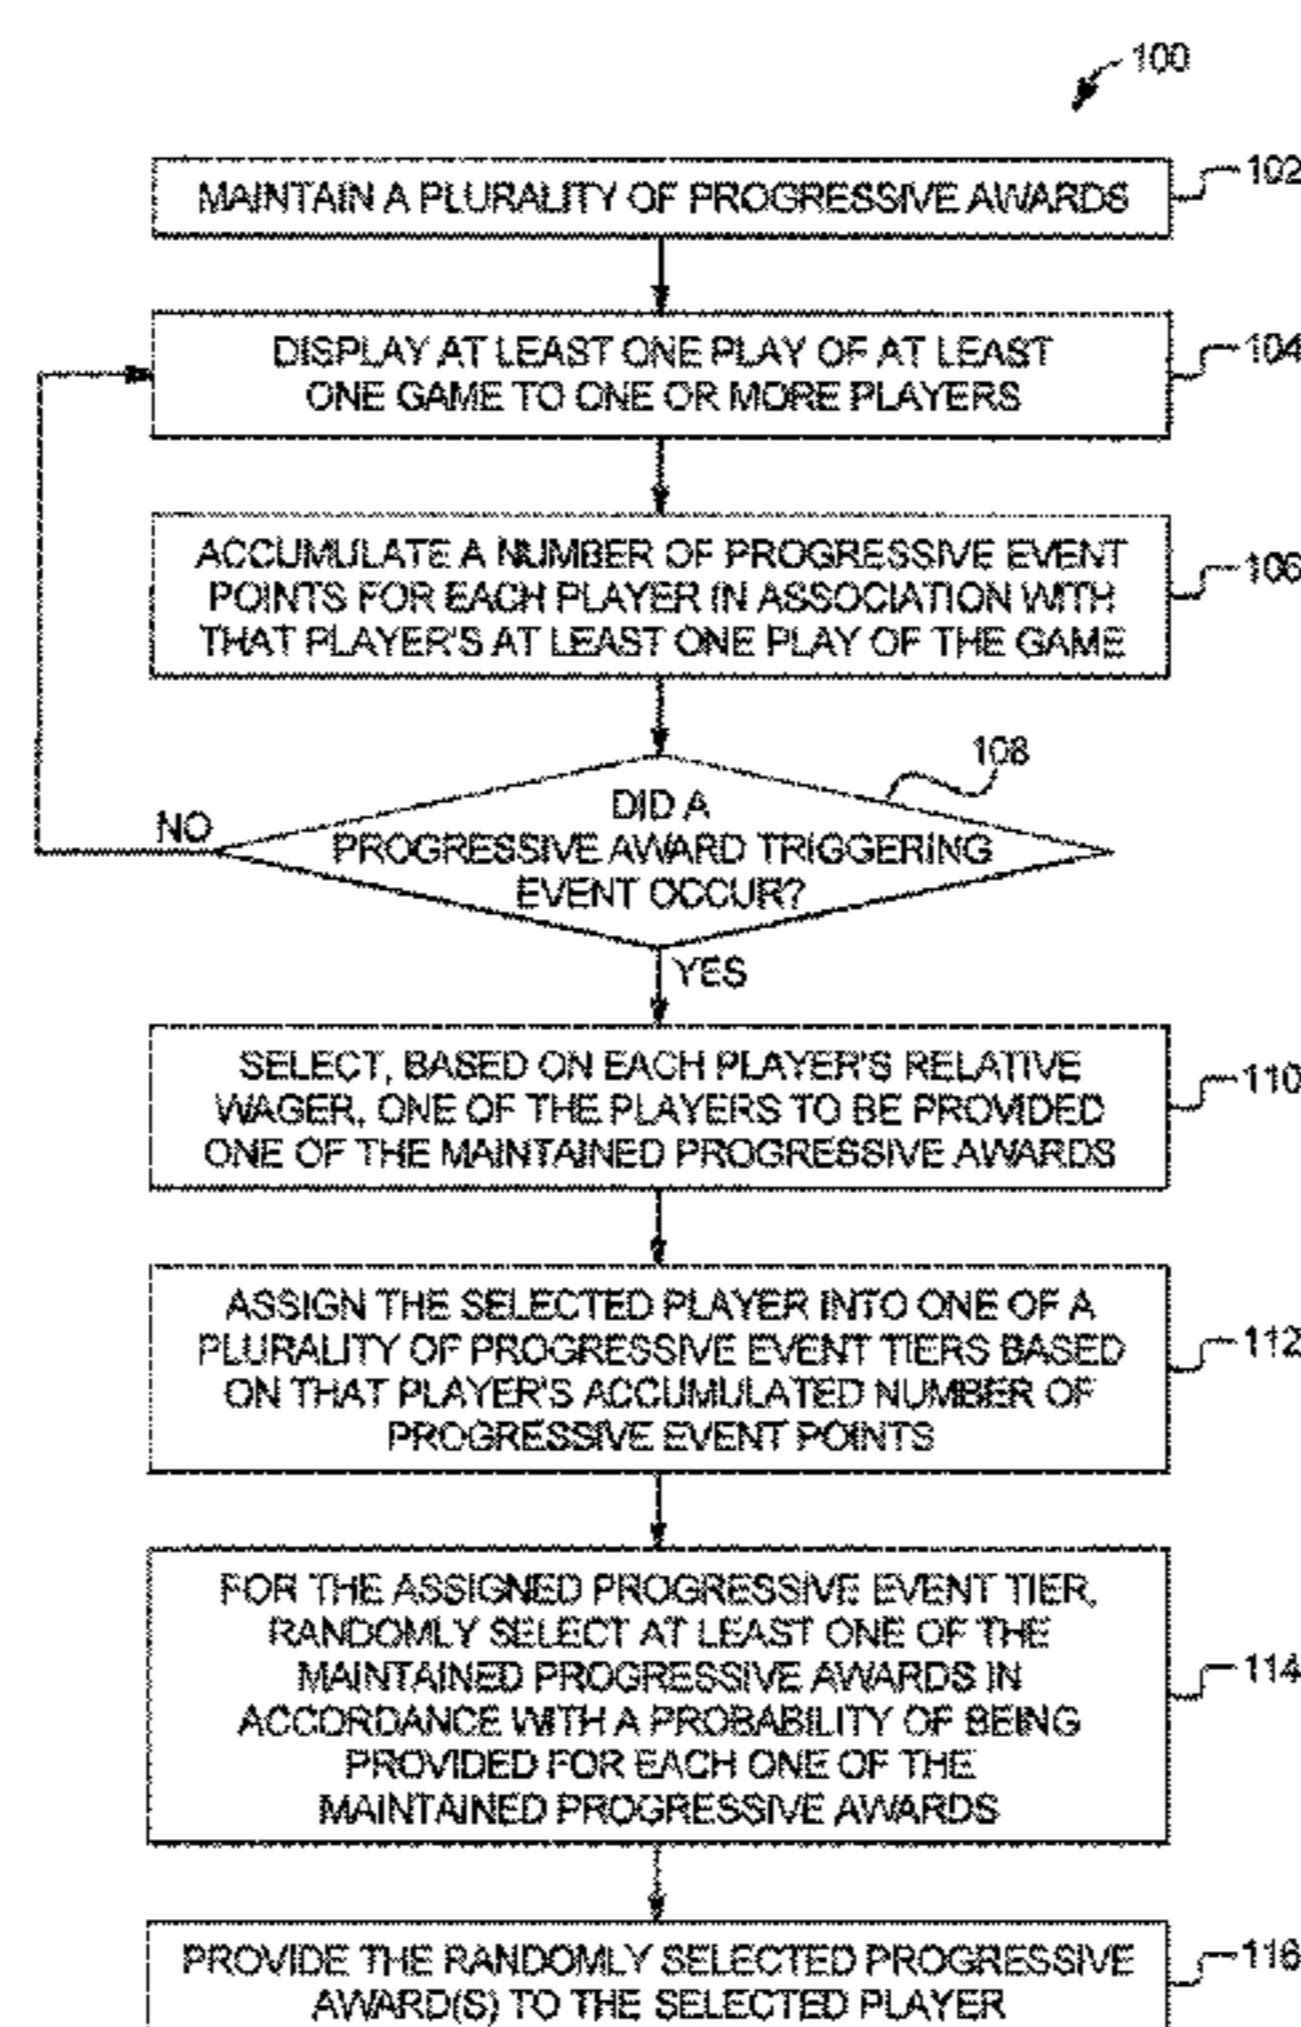 100
MAINTAIN A PLURALITY OF PROGRESSIVE AWARDS
102
DISPLAY AT LEAST ONE PLAY OF AT LEAST
ONE GAME TO ONE OR MORE PLAYERS
104
ACCUMULATE A NUMBER OF PROGRESSIVE EVENT
POINTS FOR EACH PLAYER IN ASSOCIATION WITH
THAT PLAYER'S AT LEAST ONE PLAY OF THE GAME
106
108
DID A
PROGRESSIVE AWARD TRIGGERING
EVENT OCCUR?
NO
YES
SELECT, BASED ON EACH PLAYER'S RELATIVE
WAGER, ONE OF THE PLAYERS TO BE PROVIDED
ONE OF THE MAINTAINED PROGRESSIVE AWARDS
110
ASSIGN THE SELECTED PLAYER INTO ONE OF A
PLURALITY OF PROGRESSIVE EVENT TIERS BASED
ON THAT PLAYER'S ACCUMULATED NUMBER OF
PROGRESSIVE EVENT POINTS
112
FOR THE ASSIGNED PROGRESSIVE EVENT TIER,
RANDOMLY SELECT AT LEAST ONE OF THE
MAINTAINED PROGRESSIVE AWARDS IN
ACCORDANCE WITH A PROBABILITY OF BEING
PROVIDED FOR EACH ONE OF THE
MAINTAINED PROGRESSIVE AWARDS
114
PROVIDE THE RANDOMLY SELECTED PROGRESSIVE
AWARD(S) TO THE SELECTED PLAYER
116